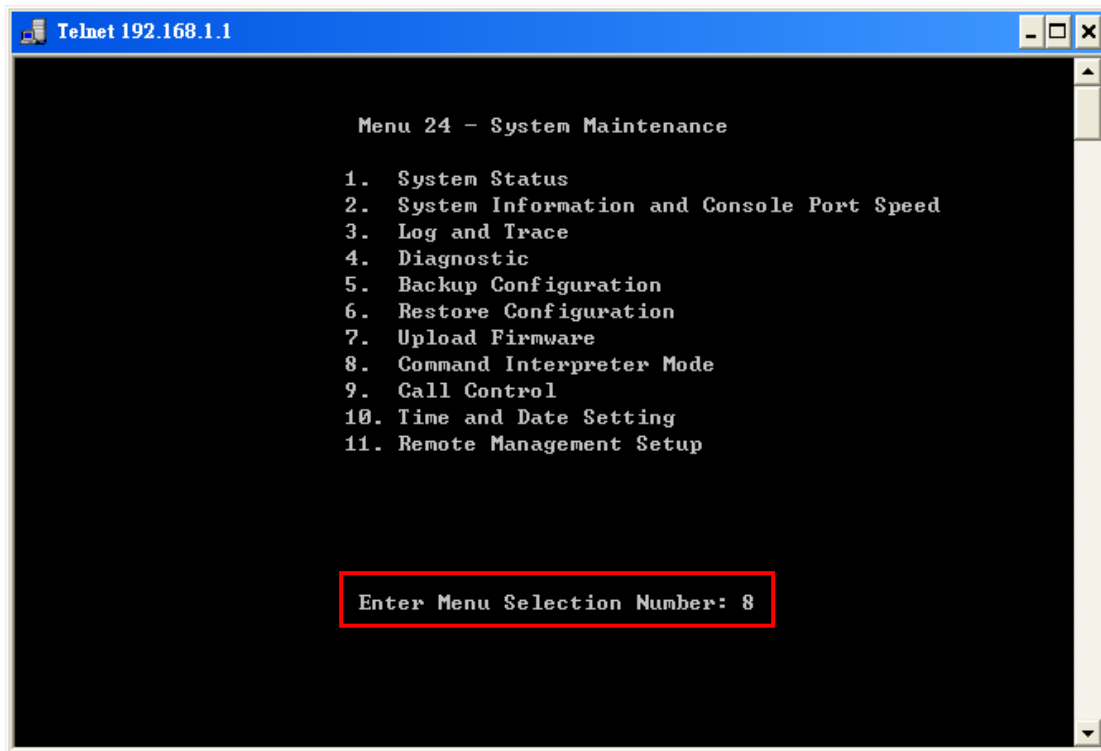 Telnet 192.168.1.1
Menu 24 - System Maintenance
1. System Status
2. System Information and Console Port Speed
3. Log and Trace
4. Diagnostic
5. Backup Configuration
6. Restore Configuration
7. Upload Firmware
8. Command Interpreter Mode
9. Call Control
10. Time and Date Setting
11. Remote Management Setup
Enter Menu Selection Number: 8